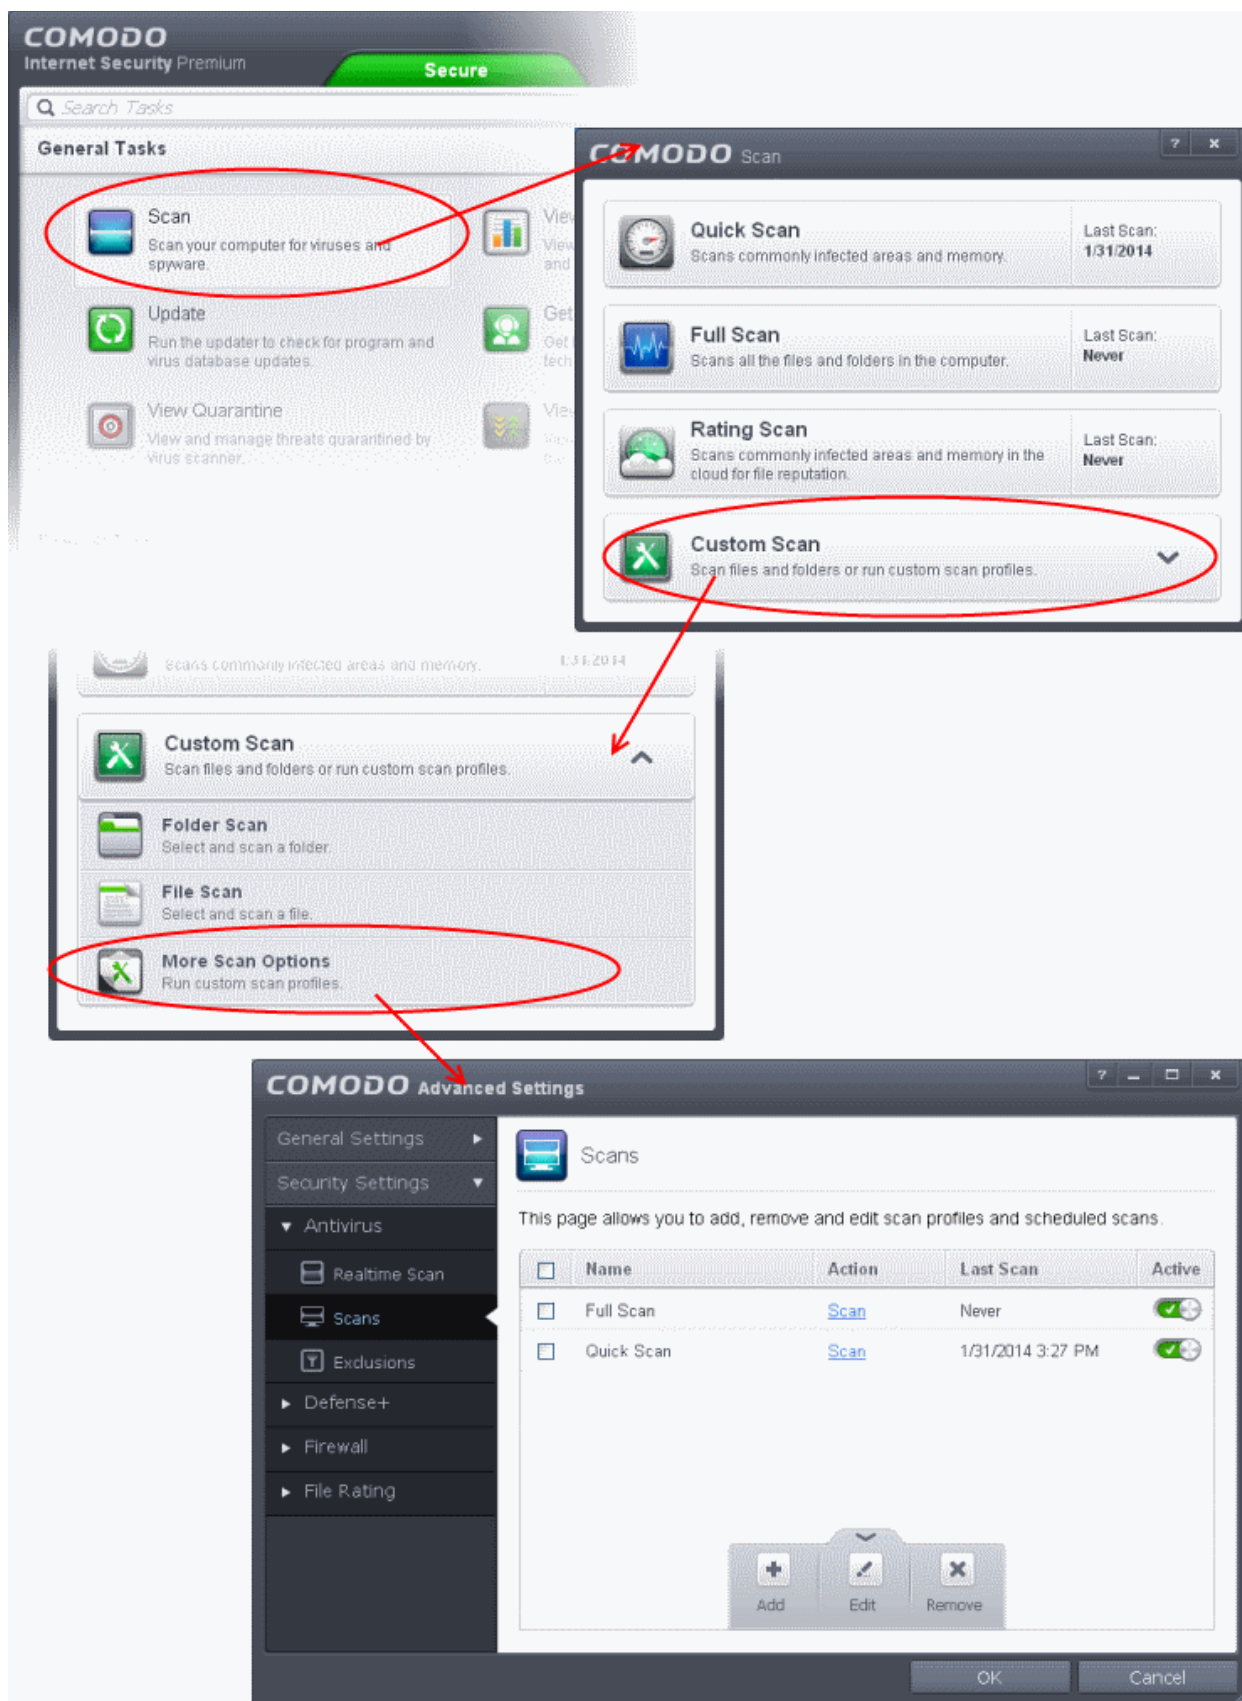 COMODO
Internet Security Premium
Secure
Search Tasks
General Tasks
Scan
Scan your computer for viruses and
spyware.
Update
Run the updater to check for program and
virus database updates.
View Quarantine
View and manage threats quarantined by
virus scanner.
View
View
and
Get
Get
tech
COMODO Scan
? x
Quick Scan
Scans commonly infected areas and memory.
Last Scan:
1/31/2014
Full Scan
Scans all the files and folders in the computer.
Last Scan:
Never
Rating Scan
Scans commonly infected areas and memory in the
cloud for file reputation.
Last Scan:
Never
Custom Scan
Scan files and folders or run custom scan profiles.
Scans commonly infected areas and memory. 1/31/2014
Custom Scan
Scan files and folders or run custom scan profiles.
Folder Scan
Select and scan a folder.
File Scan
Select and scan a file.
More Scan Options
Run custom scan profiles.
COMODO Advanced Settings
General Settings
Security Settings
Antivirus
Realtime Scan
Scans
Exclusions
Defense+
Firewall
File Rating
Scans
This page allows you to add, remove and edit scan profiles and scheduled scans.
Name Action Last Scan Active
Full Scan Scan Never
Quick Scan Scan 1/31/2014 3:27 PM
Add Edit Remove
OK Cancel